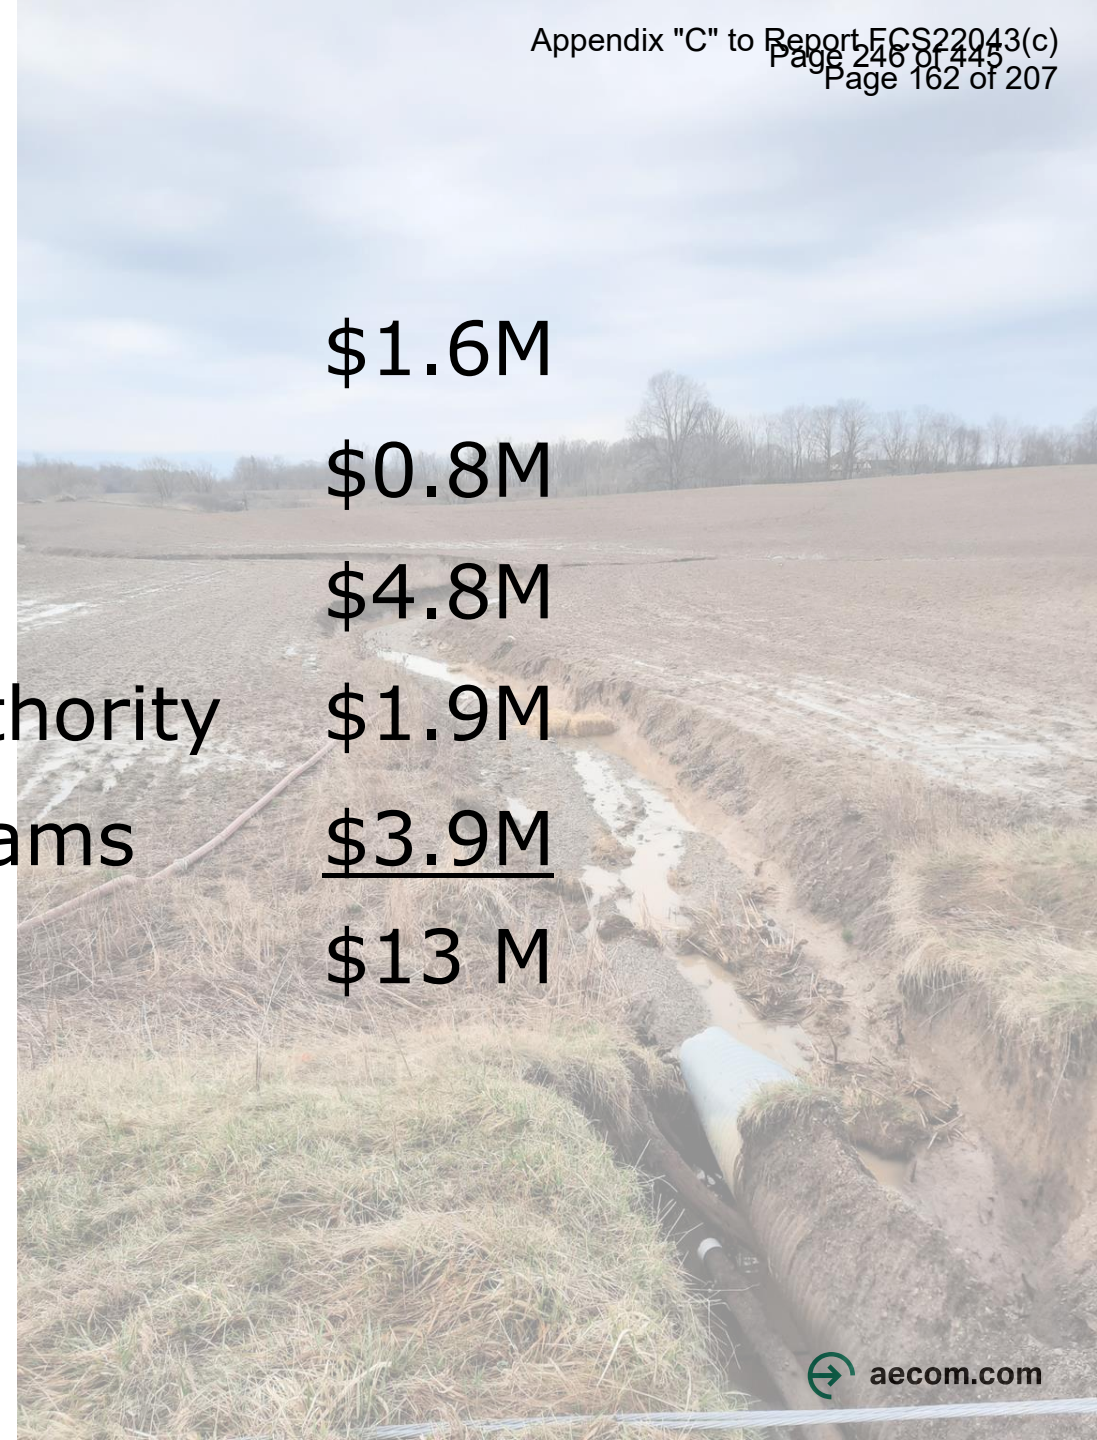 Appendix "C" to Report FCS22043(c)
Page 246 of 445
Page 162 of 207
$1.6M
$0.8M
$4.8M
thority $1.9M
ams $3.9M
$13 M
aecom.com